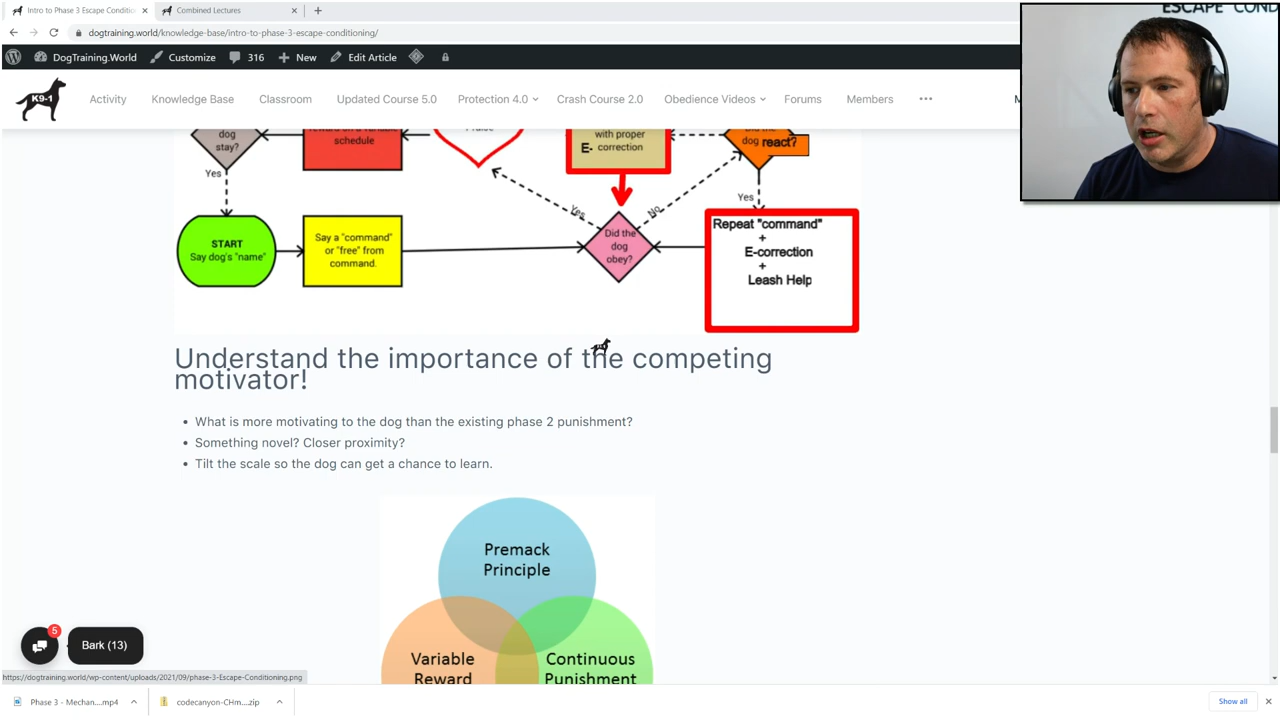 Intro to Phase 3 Escape Conditio
Combined Lectures
ESCAPE COND
dogtraining.world/knowledge-base/intro-to-phase-3-escape-conditioning/
DogTraining.World
Customize
316
New
Edit Article
K9-1
Activity
Knowledge Base
Classroom
Updated Course 5.0
Protection 4.0
Crash Course 2.0
Obedience Videos
Forums
Members
M
dog
stay?
schedule
with proper
E- correction
dog react?
Yes
Yes
No
Yes
START
Say dog's "name"
Say a "command"
or "free" from
command.
Did the
dog
obey?
Repeat "command"
+
E-correction
+
Leash Help
Understand the importance of the competing
motivator!
What is more motivating to the dog than the existing phase 2 punishment?
Something novel? Closer proximity?
Tilt the scale so the dog can get a chance to learn.
Premack
Principle
Variable
Reward
Continuous
Punishment
5
Bark (13)
https://dogtraining.world/wp-content/uploads/2021/09/phase-3-Escape-Conditioning.png
Phase 3 - Mechan....mp4
codecanyon-CHm....zip
Show all